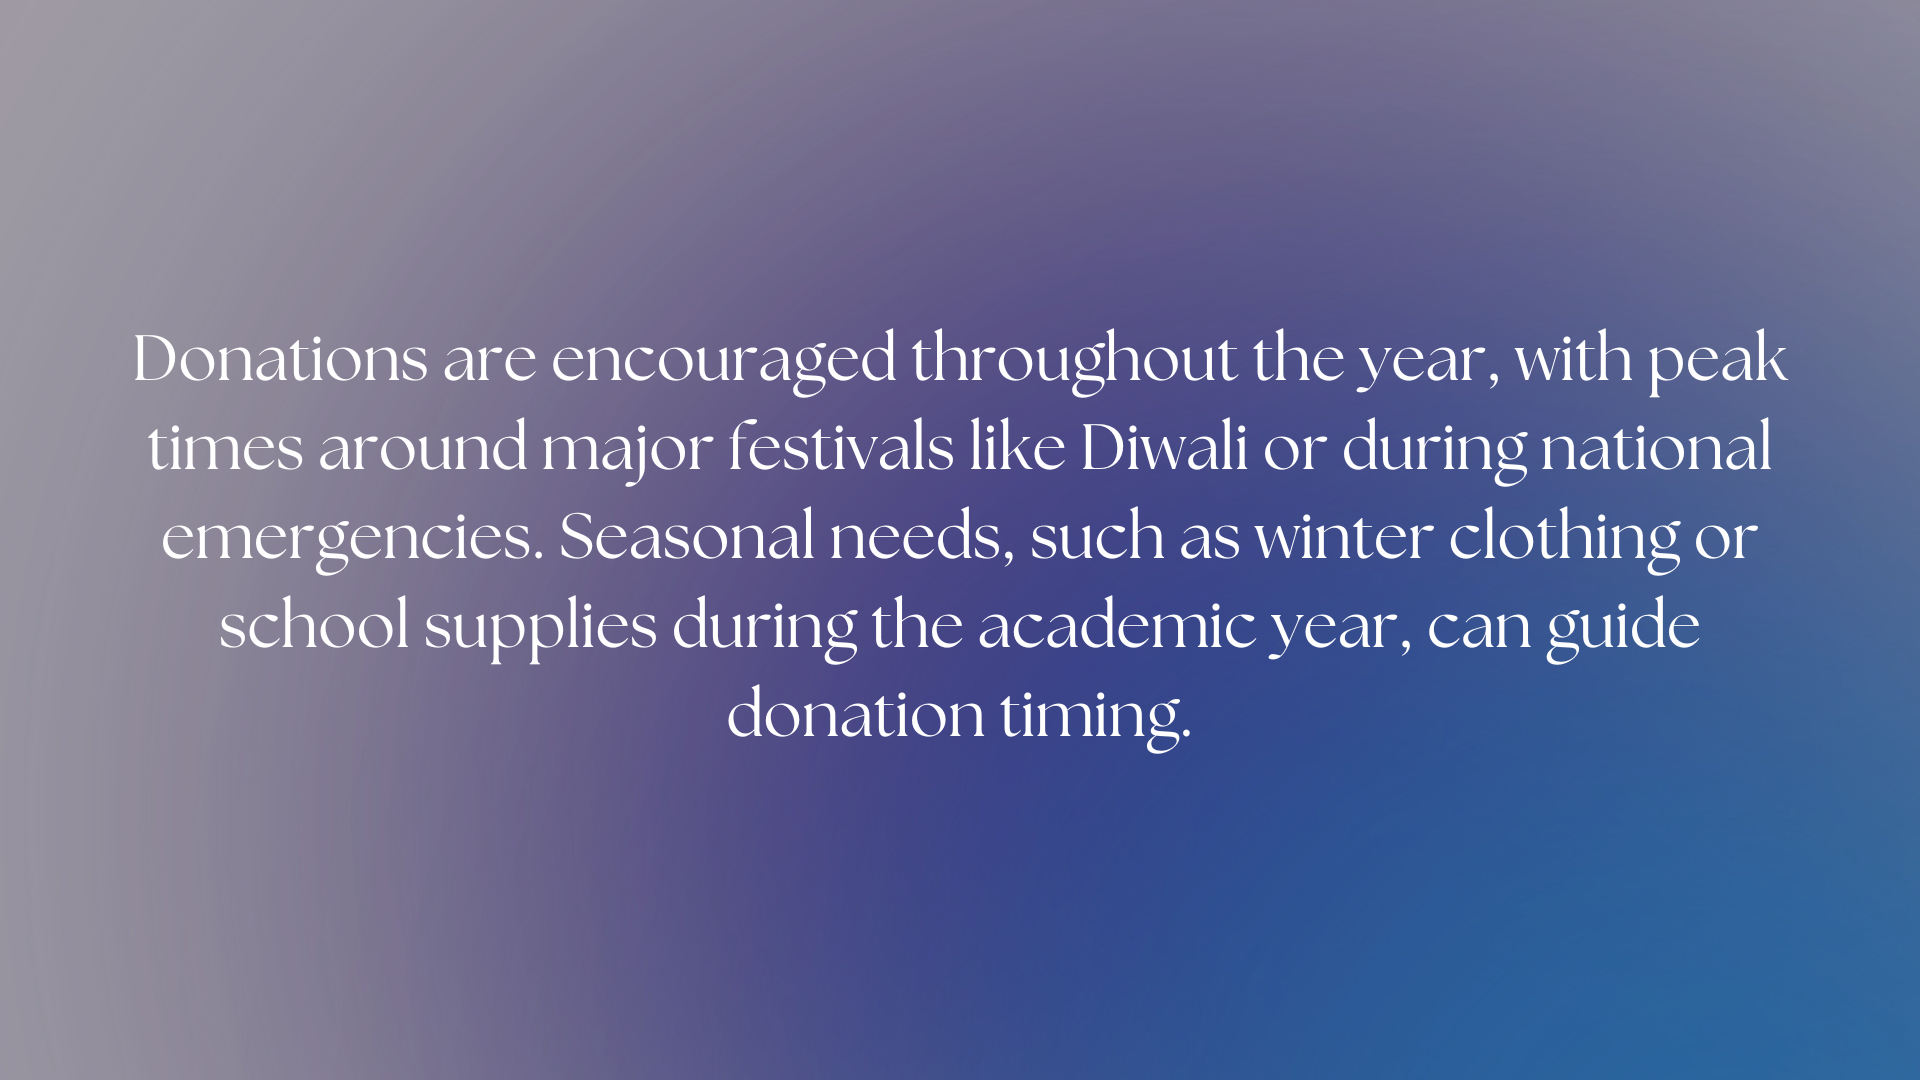 Donations are encouraged throughout the year, with peak
times around major festivals like Diwali or during national
emergencies. Seasonal needs, such as winter clothing or
school supplies during the academic year, can guide
donation timing.